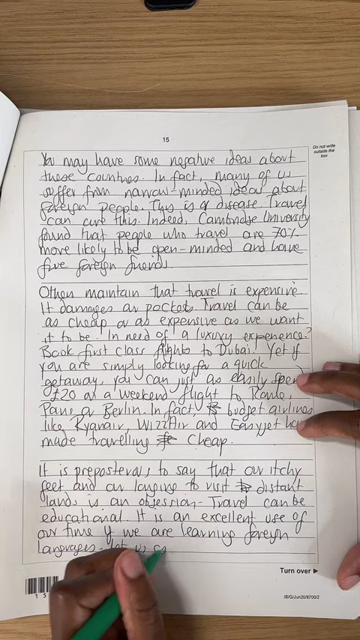 15
Do not write
outside the
box
You may have some negative ideas about
these countries. In fact, many of us
suffer from narrow-minded ideas about
foreign people. This is a disease travel
can cure this. Indeed, Cambridge University
found that people who travel are 70%
more likely to be open-minded and have
five foreign friends.
Others maintain that travel is expensive
It damages our pockets. Travel can be
as cheap or as expensive as we want
it to be. In need of a luxury experience?
Book first class flights to Dubai. Yet if
you are simply looking for a quick
getaway, you can just as easily spen
£20 on a weekend flight to Rome,
Paris or Berlin. In fact, budget airlines
like Ryanair, WizzAir and Easyjet have
made travelling cheap.
It is preposterous to say that our itchy
feet and our longing to visit distant
lands is an obsession. Travel can be
educational. It is an excellent use of
our time if we are learning foreign
languages. Let us
Turn over
IB/G/Jun20/8700/2